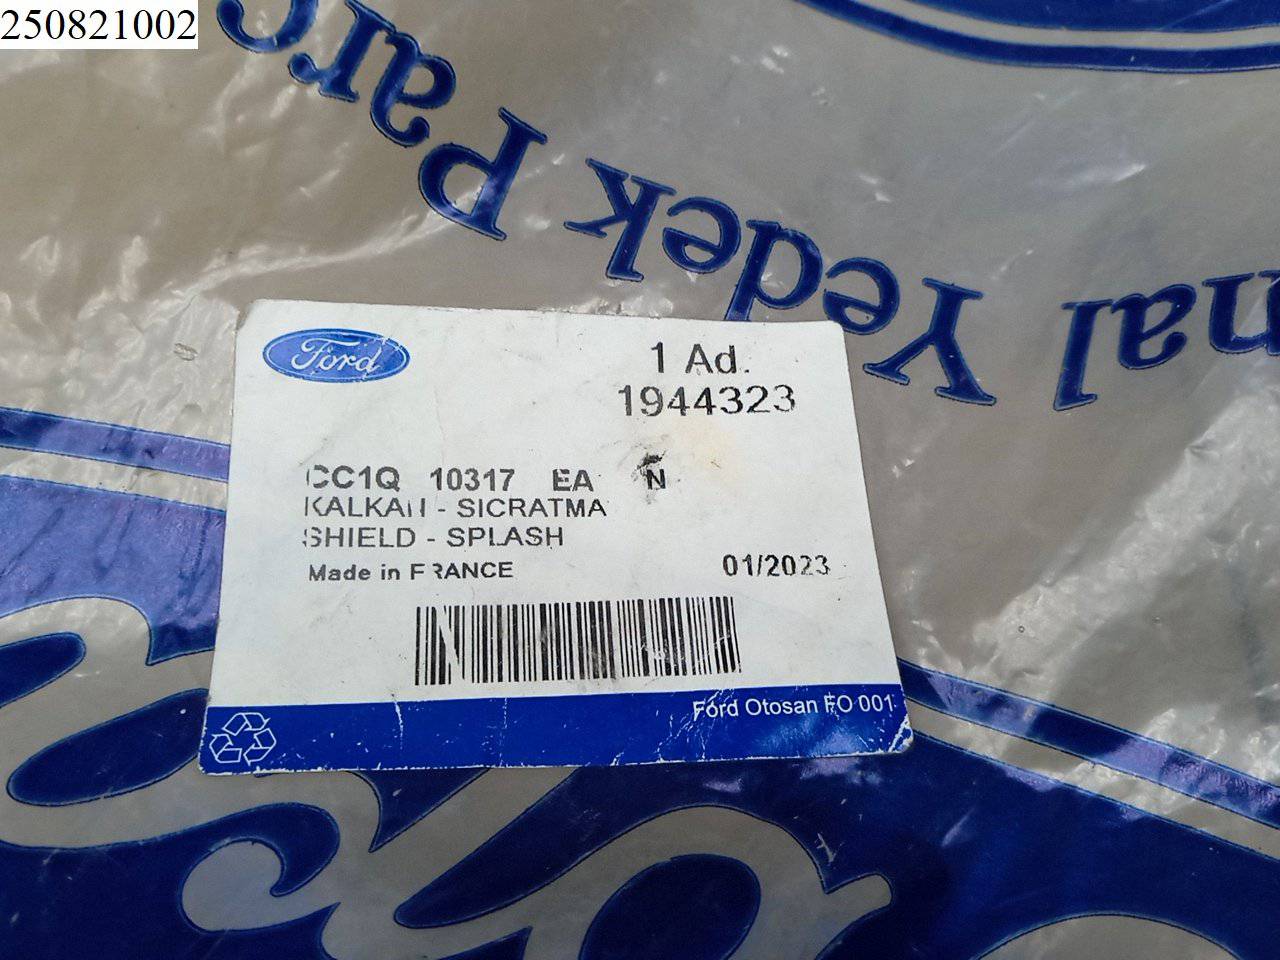 250821002
nal Yedek Parç
Ford
1 Ad.
1944323
CC1Q 10317 EA N
KALKAN - SICRATMA
SHIELD - SPLASH
Made in FRANCE
01/2023
Ford Otosan FO 001